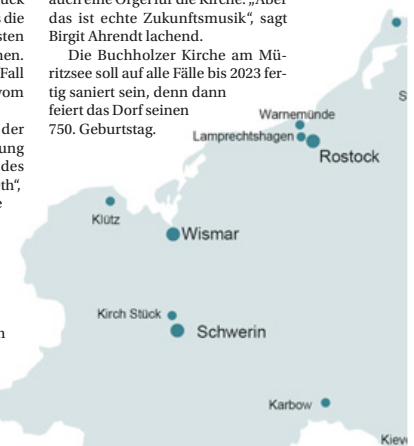 auch eine Orgel für die Kirche. „Aber
das ist echte Zukunftsmusik“, sagt
Birgit Ahrendt lachend.
Die Buchholzer Kirche am Mü-
ritzsee soll auf alle Fälle bis 2023 fer-
tig saniert sein, denn dann
feiert das Dorf seinen
750. Geburtstag.
Warnemünde
Lamprechtshagen
Rostock
Klütz
Wismar
Kirch Stück
Schwerin
Karbow